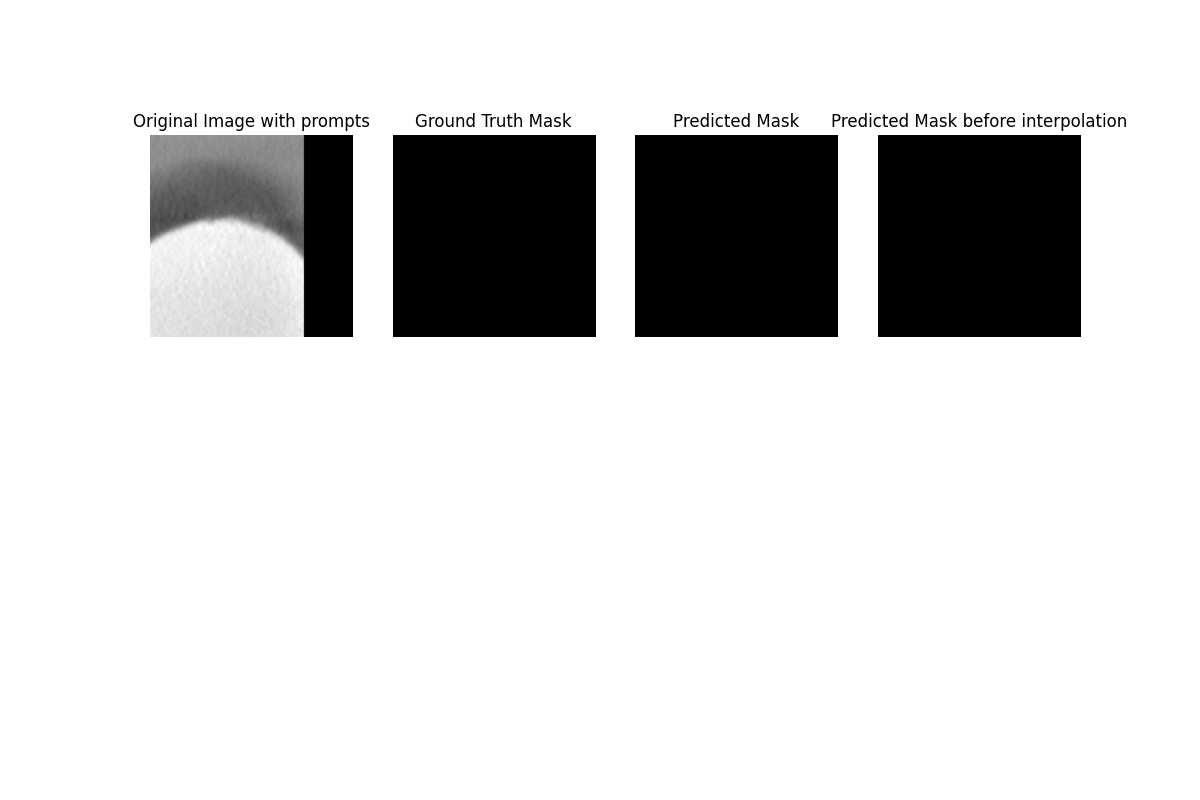 Original Image with prompts
Ground Truth Mask
Predicted Mask
Predicted Mask before interpolation